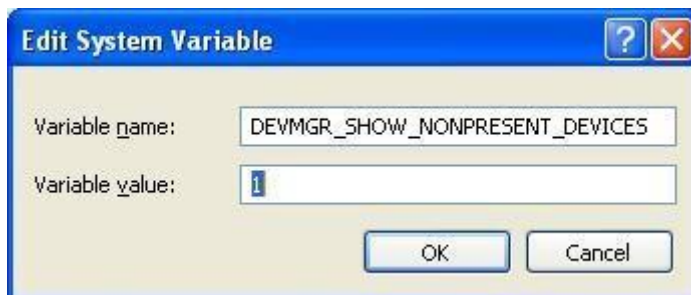 Edit System Variable
Variable name: DEVMGR_SHOW_NONPRESENT_DEVICES
Variable value: 1
OK Cancel